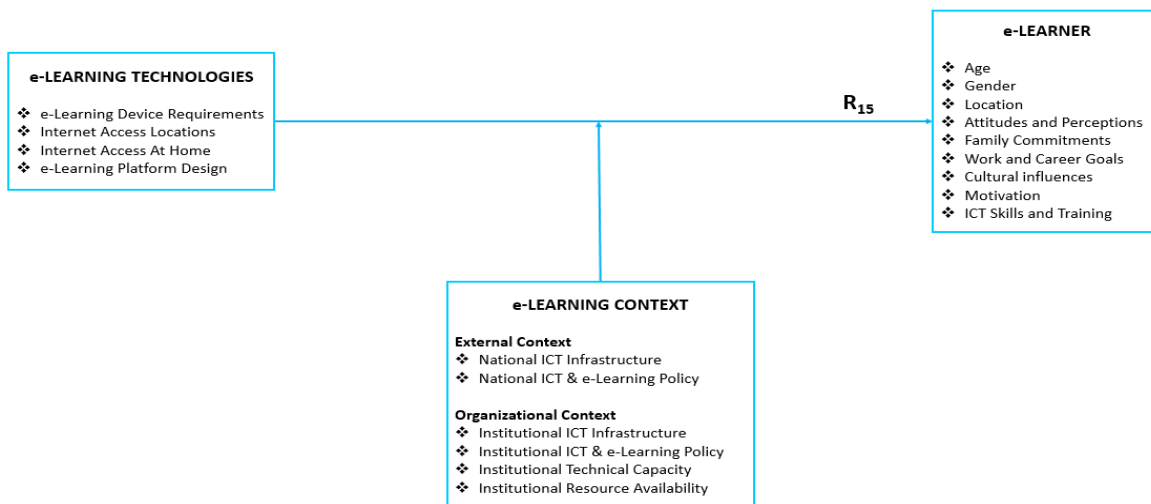 e-LEARNING TECHNOLOGIES
❖ e-Learning Device Requirements
❖ Internet Access Locations
❖ Internet Access At Home
❖ e-Learning Platform Design
R15
e-LEARNER
❖ Age
❖ Gender
❖ Location
❖ Attitudes and Perceptions
❖ Family Commitments
❖ Work and Career Goals
❖ Cultural influences
❖ Motivation
❖ ICT Skills and Training
e-LEARNING CONTEXT
External Context
❖ National ICT Infrastructure
❖ National ICT & e-Learning Policy
Organizational Context
❖ Institutional ICT Infrastructure
❖ Institutional ICT & e-Learning Policy
❖ Institutional Technical Capacity
❖ Institutional Resource Availability